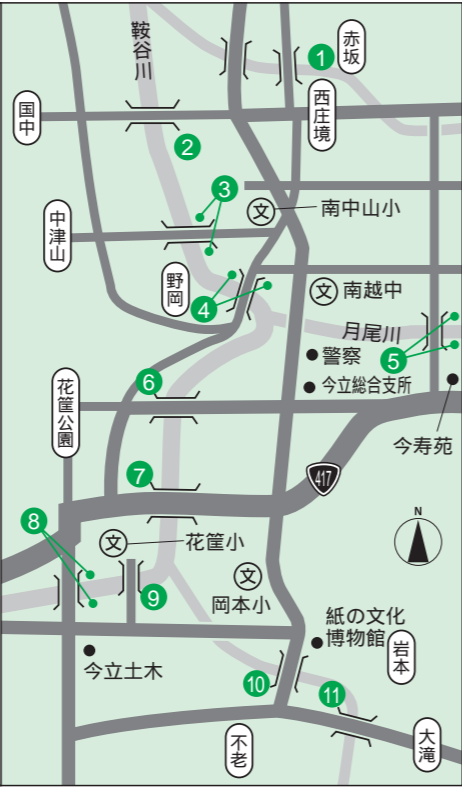 鞍谷川
赤坂
1
西庄境
国中
2
3
文
南中山小
中津山
野岡
文
南越中
4
月尾川
5
警察
今立総合支所
6
花筐公園
今寿苑
7
417
N
8
文
花筐小
文
岡本小
9
紙の文化
博物館
岩本
今立土木
10
11
不老
大滝